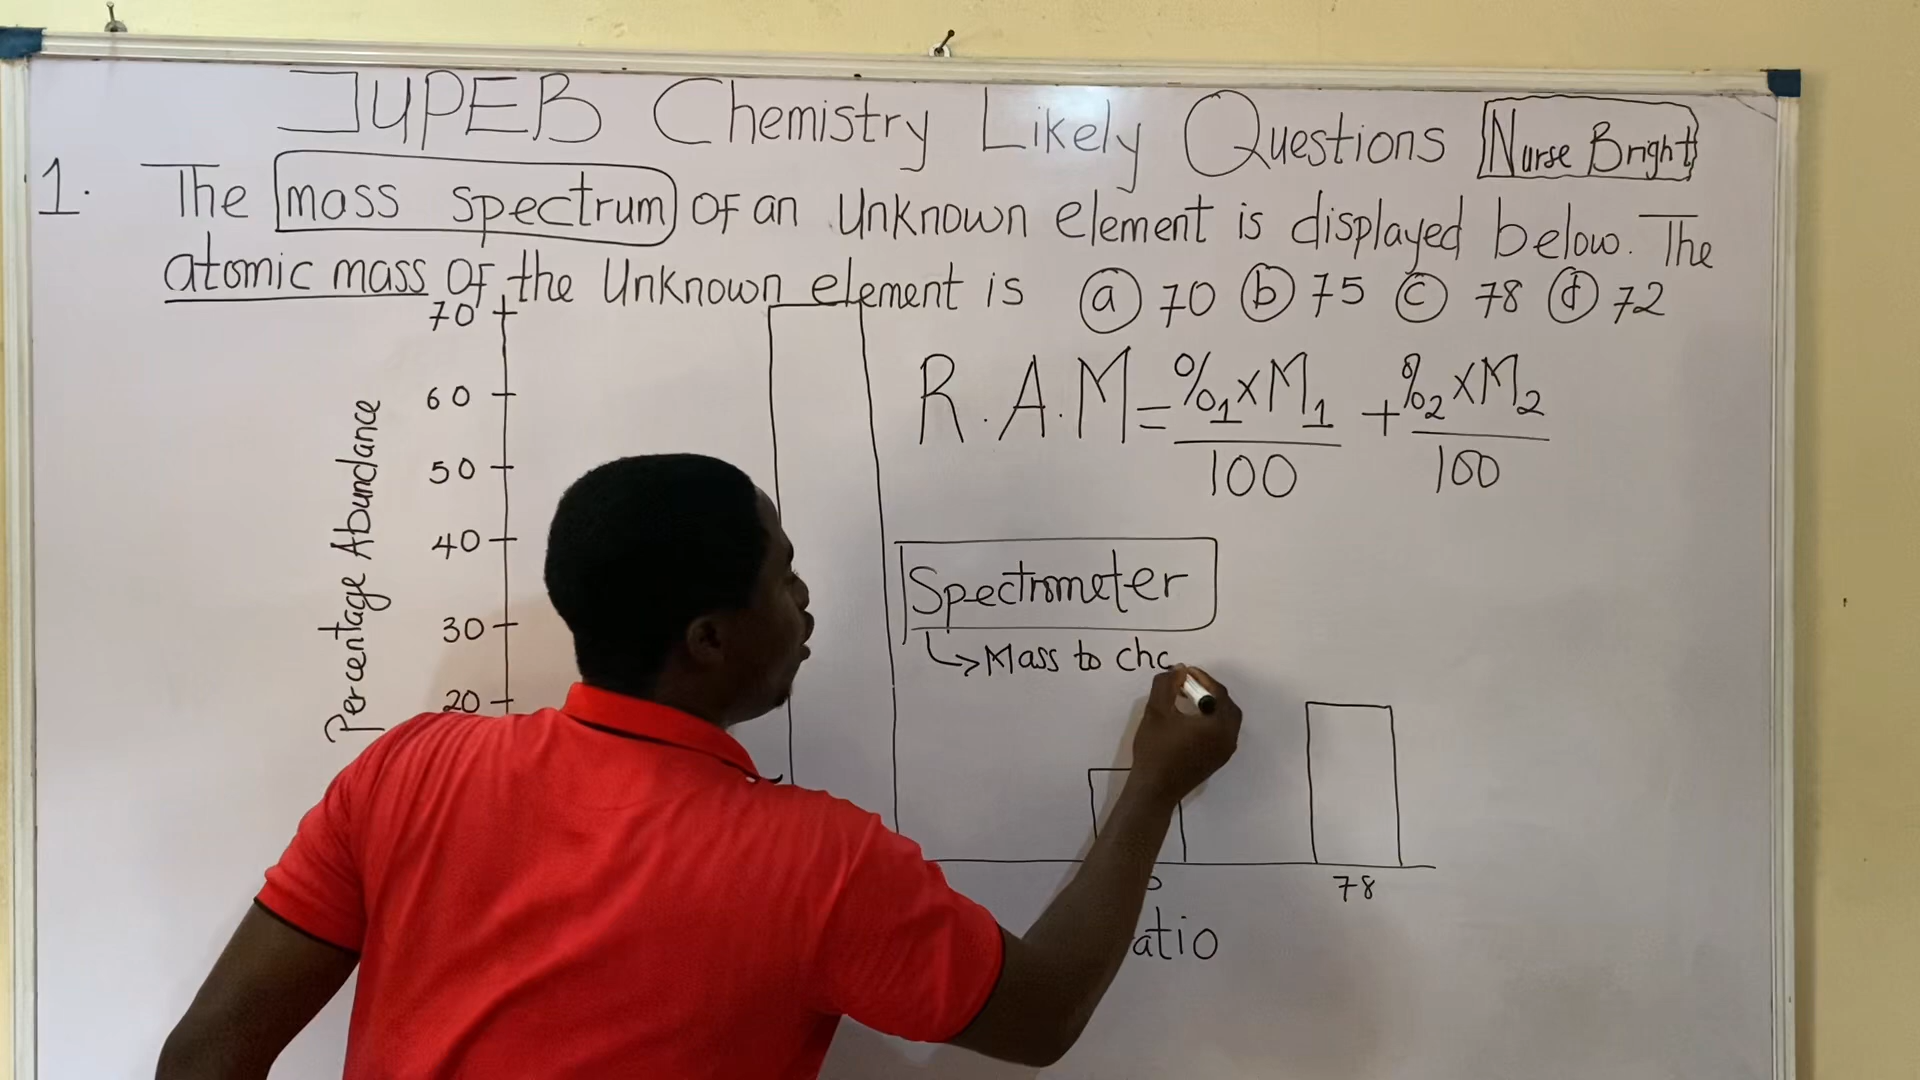 JUPEB Chemistry Likely Questions Nurse Bright
1. The mass spectrum of an unknown element is displayed below. The
atomic mass of the unknown element is (a) 70 (b) 75 (c) 78 (d) 72
70
60
50
40
30
20
Percentage Abundance
R.A.M = %₁ x M₁ / 100 + %₂ x M₂ / 100
Spectrometer
↳ Mass to cha
78
atio